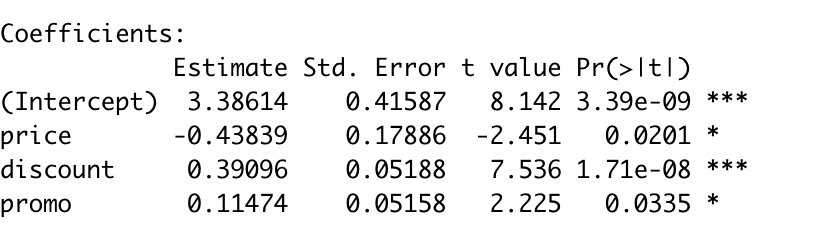 Coefficients:
            Estimate Std. Error t value Pr(>|t|)
(Intercept)  3.38614    0.41587   8.142 3.39e-09 ***
price       -0.43839    0.17886  -2.451   0.0201 *
discount     0.39096    0.05188   7.536 1.71e-08 ***
promo        0.11474    0.05158   2.225   0.0335 *